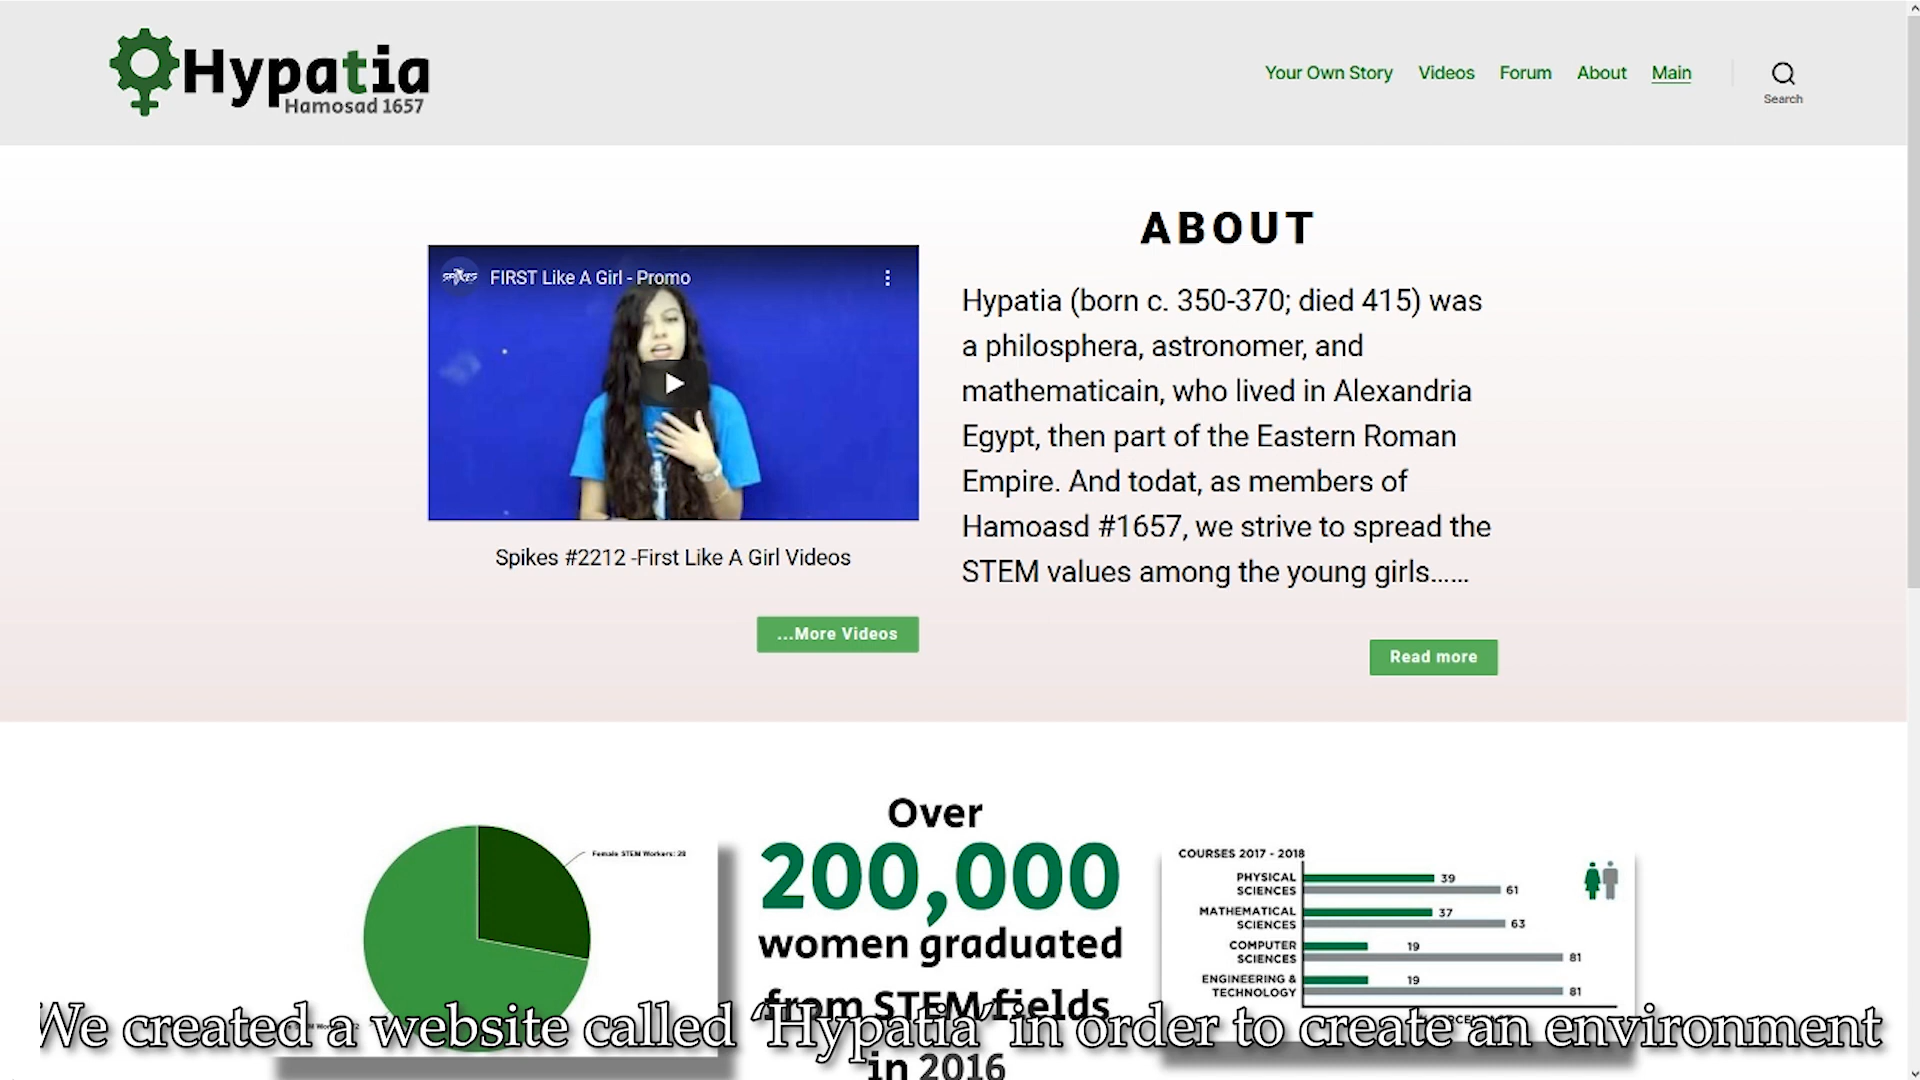 Hypatia
Hamosad 1657
Your Own Story Videos Forum About Main
Search
ABOUT
SPIKES
FIRST Like A Girl - Promo
Hypatia (born c. 350-370; died 415) was
a philosphera, astronomer, and
mathematicain, who lived in Alexandria
Egypt, then part of the Eastern Roman
Empire. And todat, as members of
Hamoasd #1657, we strive to spread the
STEM values among the young girls......
Spikes #2212 -First Like A Girl Videos
...More Videos
Read more
Female STEM Workers: 28
Over
200,000
women graduated
from STEM fields
in 2016
COURSES 2017 - 2018
PHYSICAL
SCIENCES
39
61
MATHEMATICAL
SCIENCES
37
63
COMPUTER
SCIENCES
19
81
ENGINEERING &
TECHNOLOGY
19
81
We created a website called "Hypatia" in order to create an environment